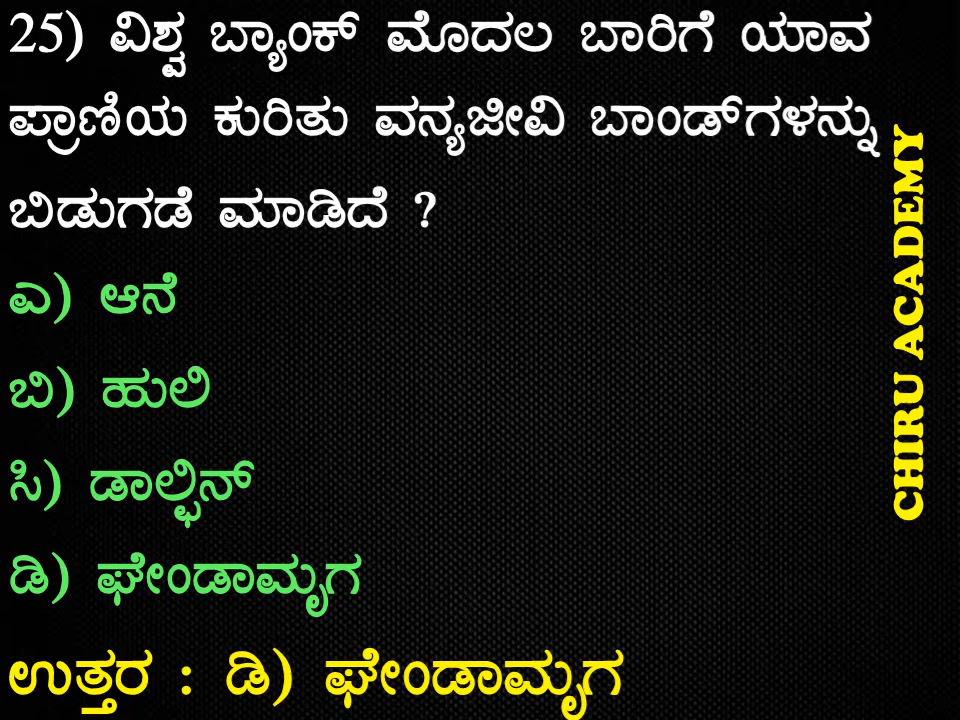 25) ವಿಶ್ವ ಬ್ಯಾಂಕ್ ಮೊದಲ ಬಾರಿಗೆ ಯಾವ
ಪ್ರಾಣಿಯ ಕುರಿತು ವನ್ಯಜೀವಿ ಬಾಂಡ್‌ಗಳನ್ನು
ಬಿಡುಗಡೆ ಮಾಡಿದೆ ?
ಎ) ಆನೆ
ಬಿ) ಹುಲಿ
ಸಿ) ಡಾಲ್ಫಿನ್
ಡಿ) ಘೇಂಡಾಮೃಗ
ಉತ್ತರ : ಡಿ) ಘೇಂಡಾಮೃಗ
CHIRU ACADEMY